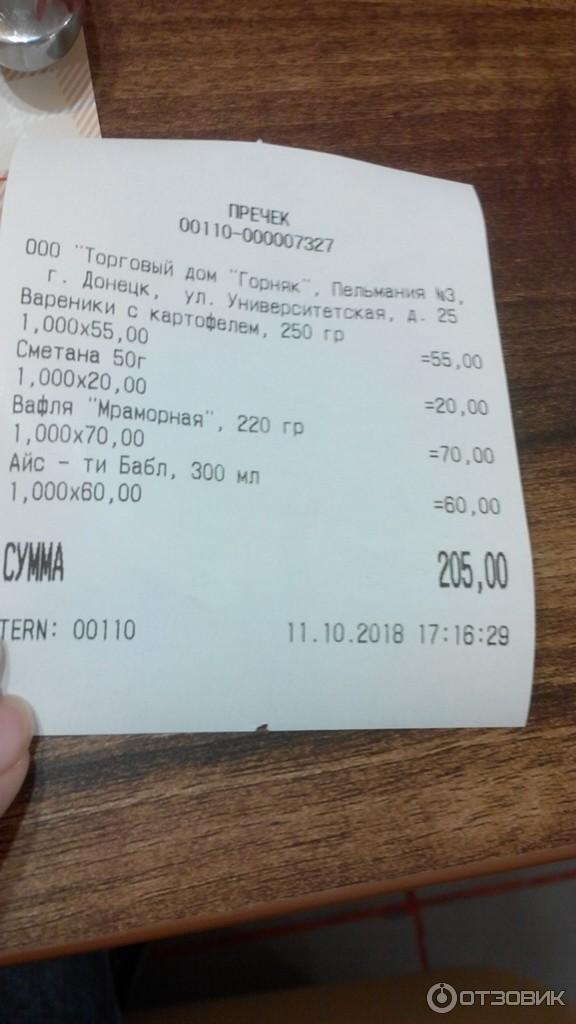 ПРЕЧЕК
00110-000007327
ООО "Торговый дом "Горняк", Пельмания №3,
г. Донецк, ул. Университетская, д. 25
Вареники с картофелем, 250 гр
1,000х55,00 =55,00
Сметана 50г
1,000х20,00 =20,00
Вафля "Мраморная", 220 гр
1,000х70,00 =70,00
Айс - ти Бабл, 300 мл
1,000х60,00 =60,00
СУММА 205,00
TERN: 00110 11.10.2018 17:16:29
ОТЗОВИК